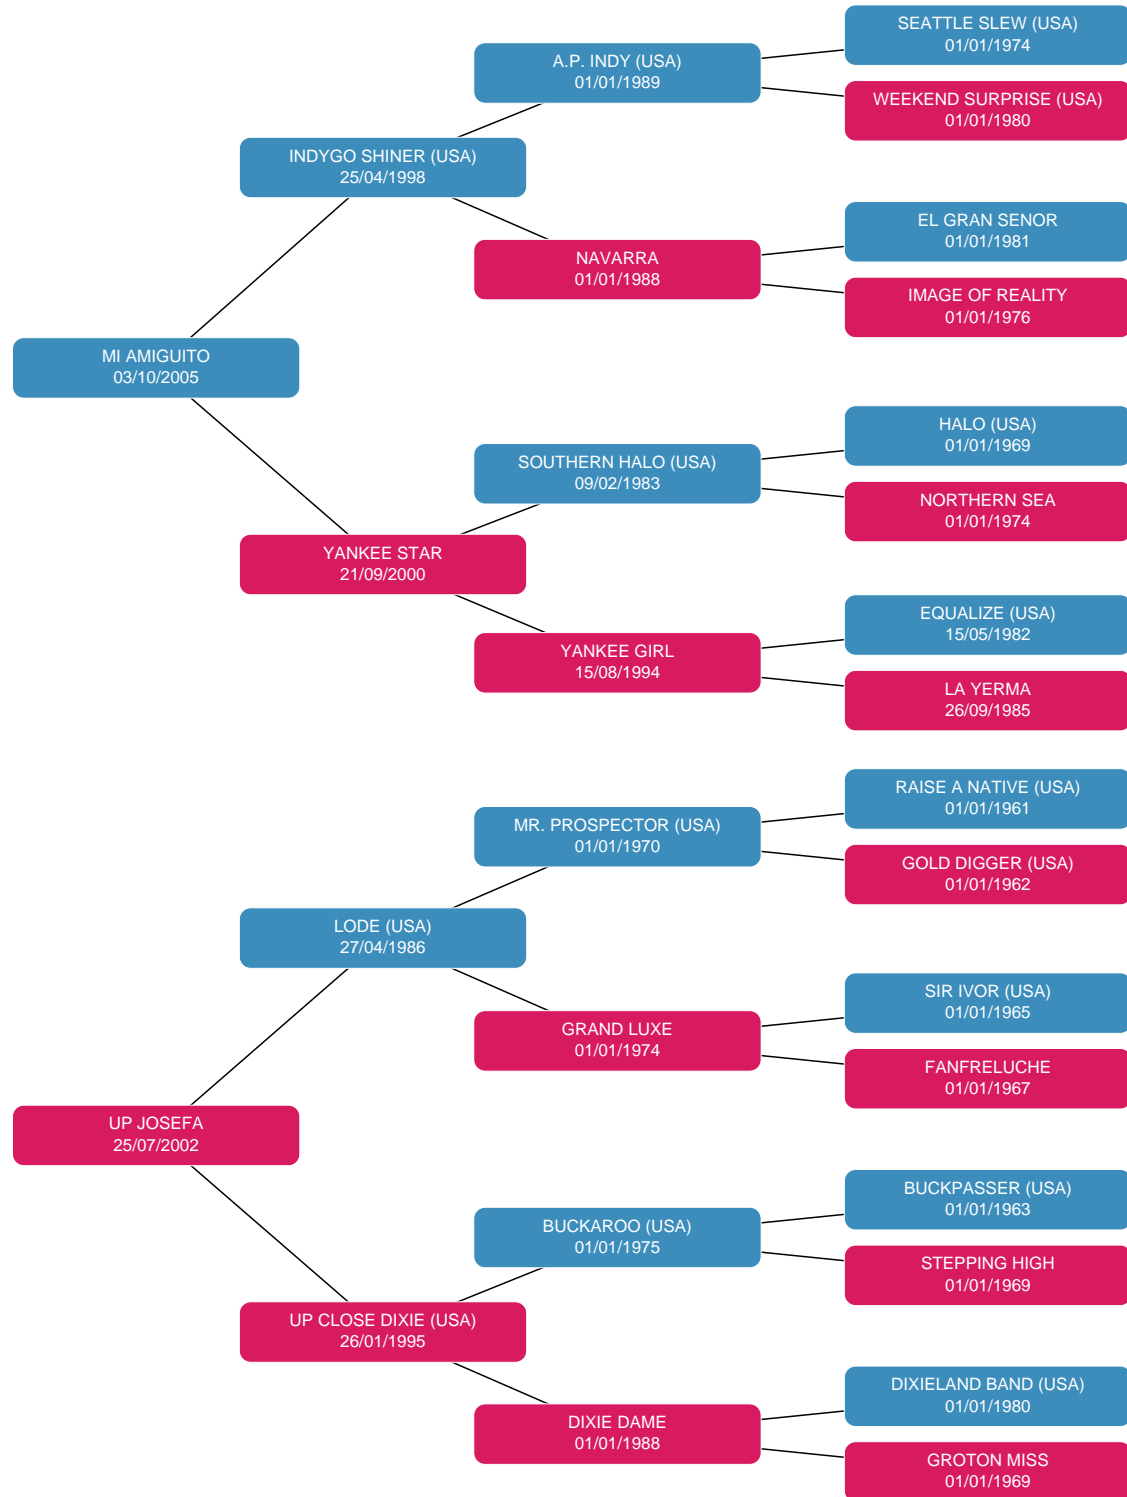 SEATTLE SLEW (USA)
01/01/1974
A.P. INDY (USA)
01/01/1989
WEEKEND SURPRISE (USA)
01/01/1980
INDYGO SHINER (USA)
25/04/1998
EL GRAN SENOR
01/01/1981
NAVARRA
01/01/1988
IMAGE OF REALITY
01/01/1976
MI AMIGUITO
03/10/2005
HALO (USA)
01/01/1969
SOUTHERN HALO (USA)
09/02/1983
NORTHERN SEA
01/01/1974
YANKEE STAR
21/09/2000
EQUALIZE (USA)
15/05/1982
YANKEE GIRL
15/08/1994
LA YERMA
26/09/1985
RAISE A NATIVE (USA)
01/01/1961
MR. PROSPECTOR (USA)
01/01/1970
GOLD DIGGER (USA)
01/01/1962
LODE (USA)
27/04/1986
SIR IVOR (USA)
01/01/1965
GRAND LUXE
01/01/1974
FANFRELUCHE
01/01/1967
UP JOSEFA
25/07/2002
BUCKPASSER (USA)
01/01/1963
BUCKAROO (USA)
01/01/1975
STEPPING HIGH
01/01/1969
UP CLOSE DIXIE (USA)
26/01/1995
DIXIELAND BAND (USA)
01/01/1980
DIXIE DAME
01/01/1988
GROTON MISS
01/01/1969